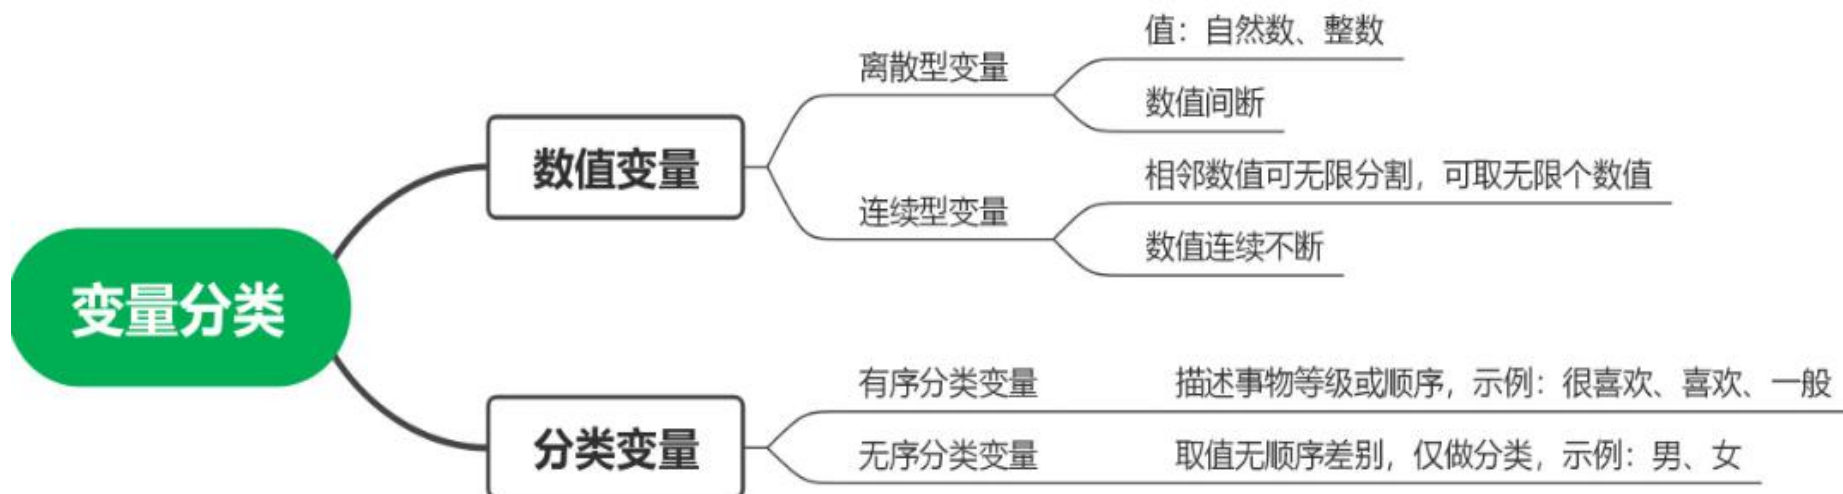 变量分类
数值变量
离散型变量
值：自然数、整数
数值间断
连续型变量
相邻数值可无限分割，可取无限个数值
数值连续不断
分类变量
有序分类变量
描述事物等级或顺序，示例：很喜欢、喜欢、一般
无序分类变量
取值无顺序差别，仅做分类，示例：男、女